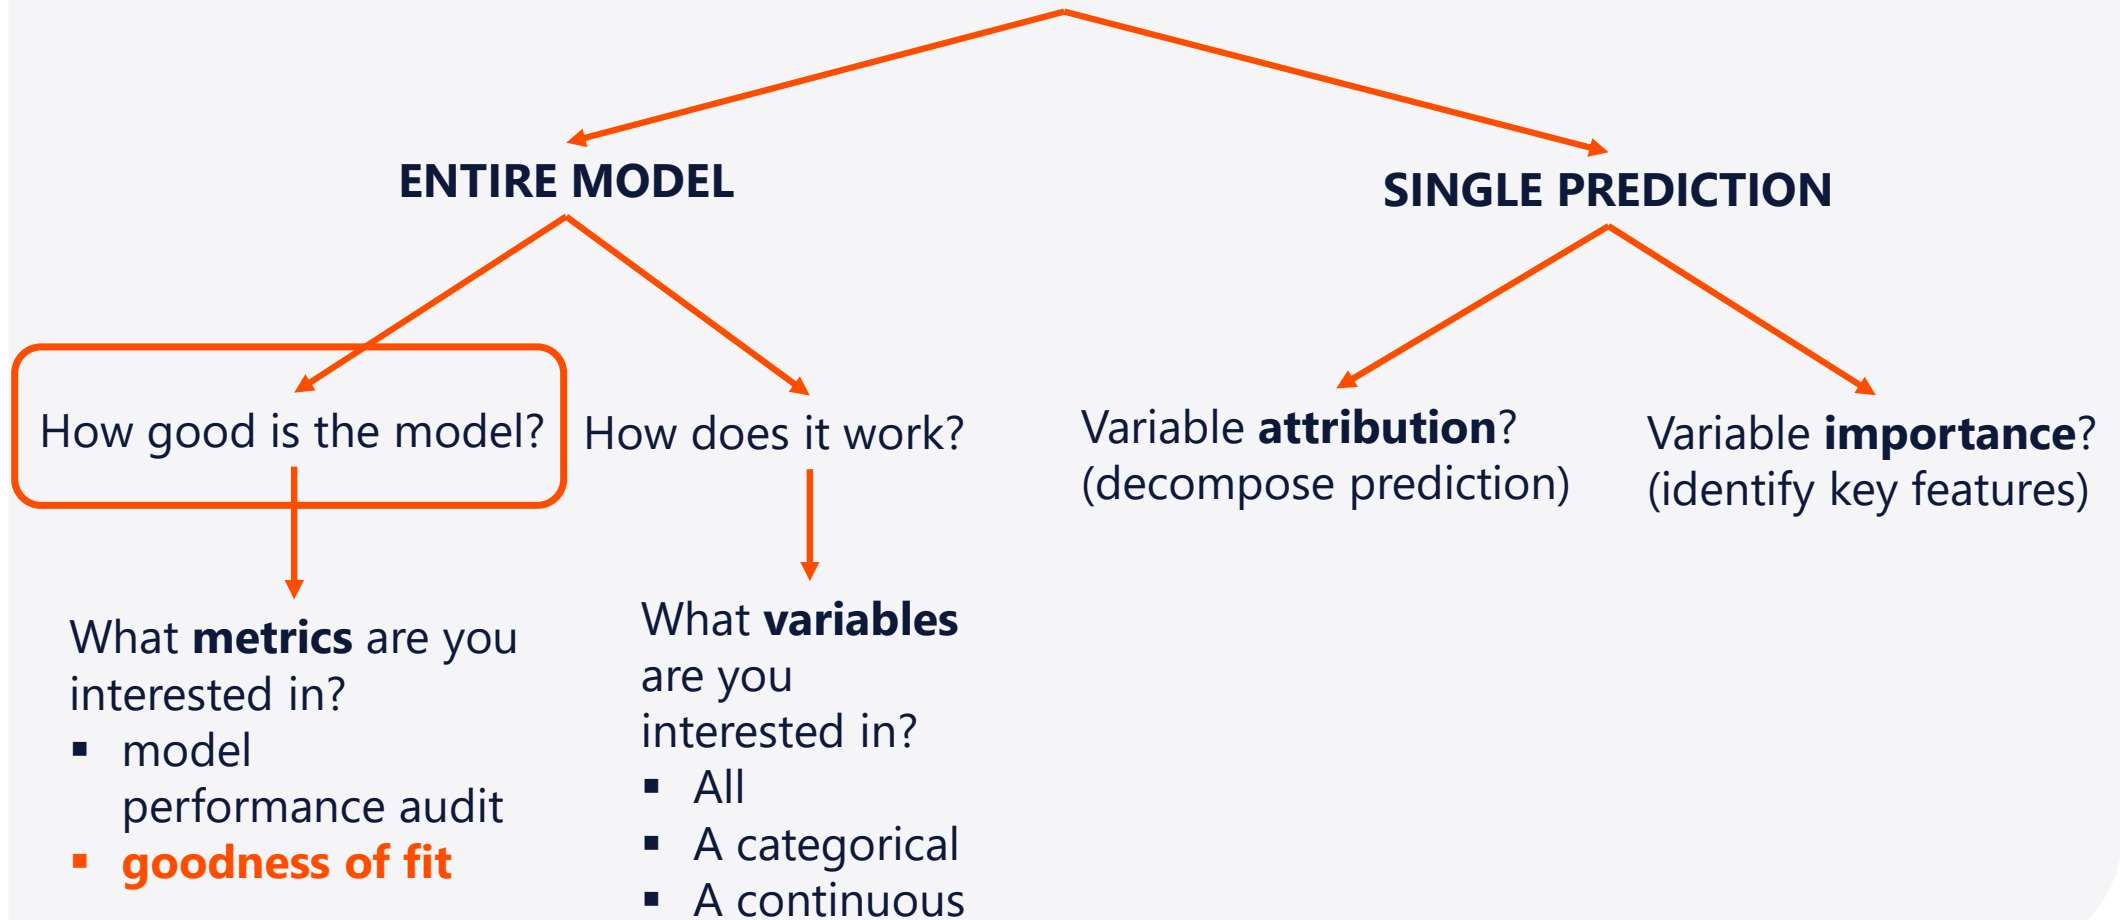 ENTIRE MODEL
SINGLE PREDICTION
How good is the model?
How does it work?
Variable attribution?
(decompose prediction)
Variable importance?
(identify key features)
What metrics are you
interested in?
▪ model
performance audit
▪ goodness of fit
What variables
are you
interested in?
▪ All
▪ A categorical
▪ A continuous